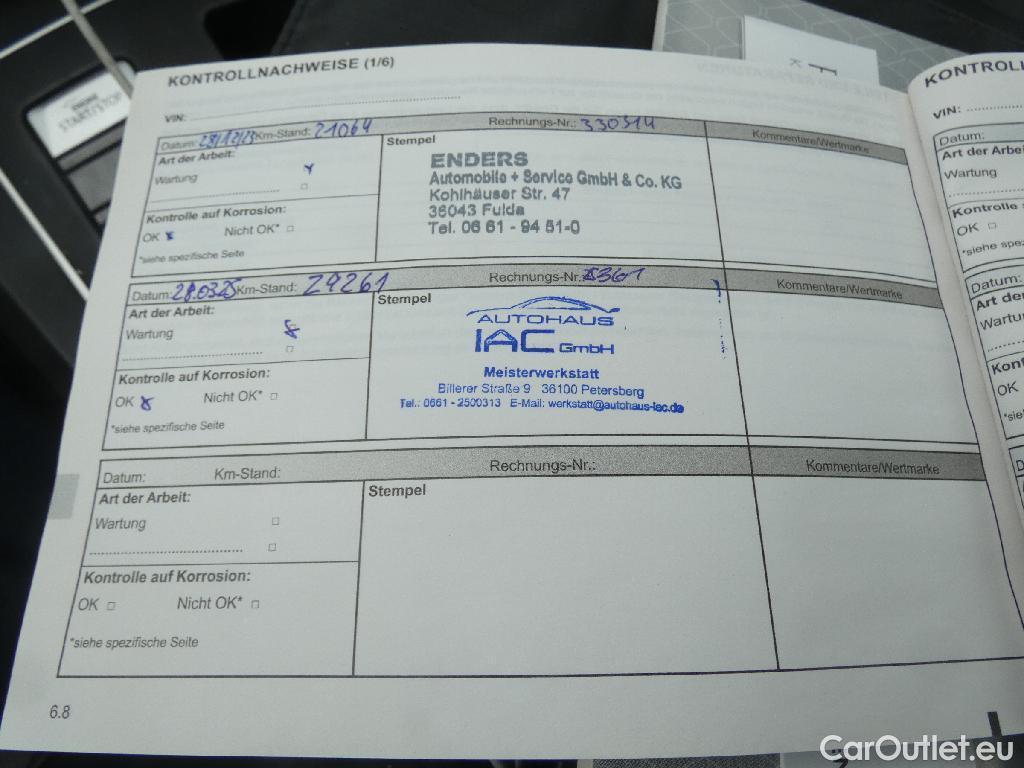 ENGINE
START/STOP
KONTROLLNACHWEISE (1/6)
VIN:
Datum: Km-Stand: 21064 Rechnungs-Nr.: 330514 Kommentare/Wertmarke
Art der Arbeit: Stempel
Wartung
Kontrolle auf Korrosion:
OK x Nicht OK* □
*siehe spezifische Seite
ENDERS
Automobile + Service GmbH & Co. KG
Kohlhäuser Str. 47
36043 Fulda
Tel. 06 61 - 94 51-0
Datum: 28.03.25 Km-Stand: 29261 Rechnungs-Nr. Kommentare/Wertmarke
Art der Arbeit: Stempel
Wartung
Kontrolle auf Korrosion:
OK x Nicht OK* □
*siehe spezifische Seite
AUTOHAUS
IAC GmbH
Meisterwerkstatt
Billerer Straße 9 36100 Petersberg
Tel.: 0661 - 2500313 E-Mail: werkstatt@autohaus-iac.de
Datum: Km-Stand: Rechnungs-Nr.: Kommentare/Wertmarke
Art der Arbeit: Stempel
Wartung □
□
Kontrolle auf Korrosion:
OK □ Nicht OK* □
*siehe spezifische Seite
6.8
VIN:
Datum:
Art der Arbeit
Wartung
OK □
Datum:
OK
CarOutlet.eu